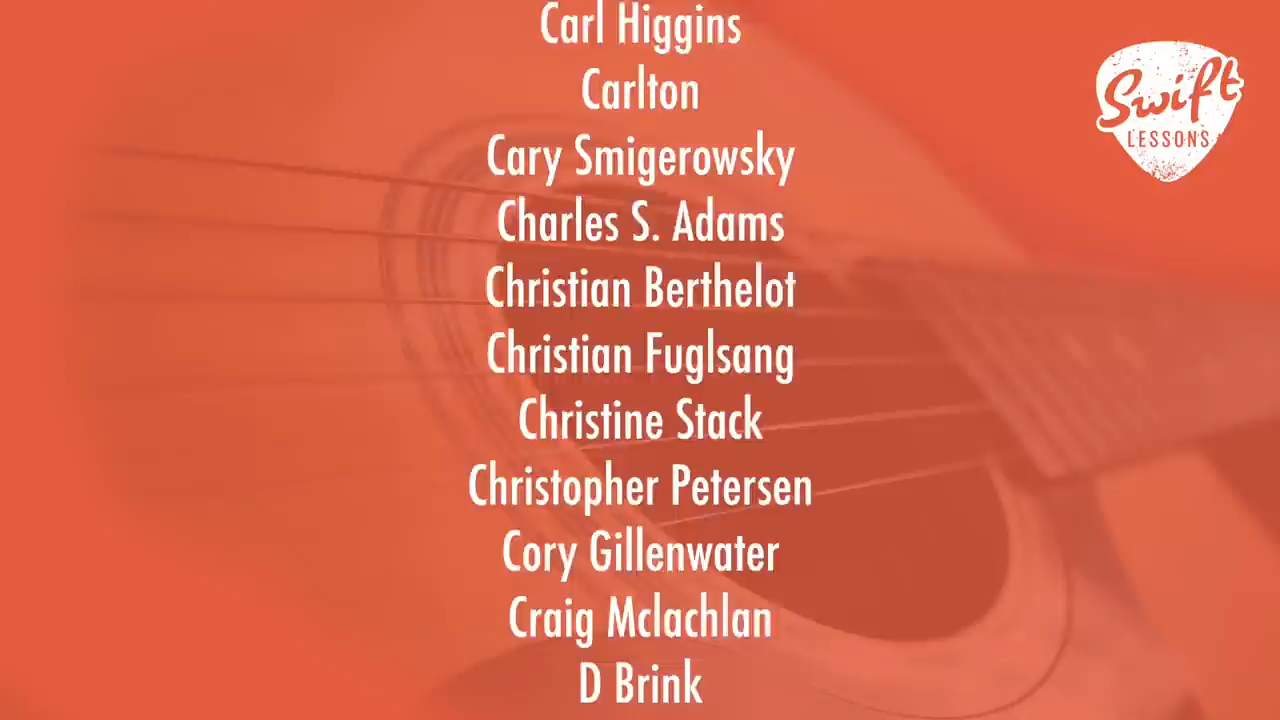 Carl Higgins
Carlton
Cary Smigerowsky
Charles S. Adams
Christian Berthelot
Christian Fuglsang
Christine Stack
Christopher Petersen
Cory Gillenwater
Craig Mclachlan
D Brink
Swift
LESSONS